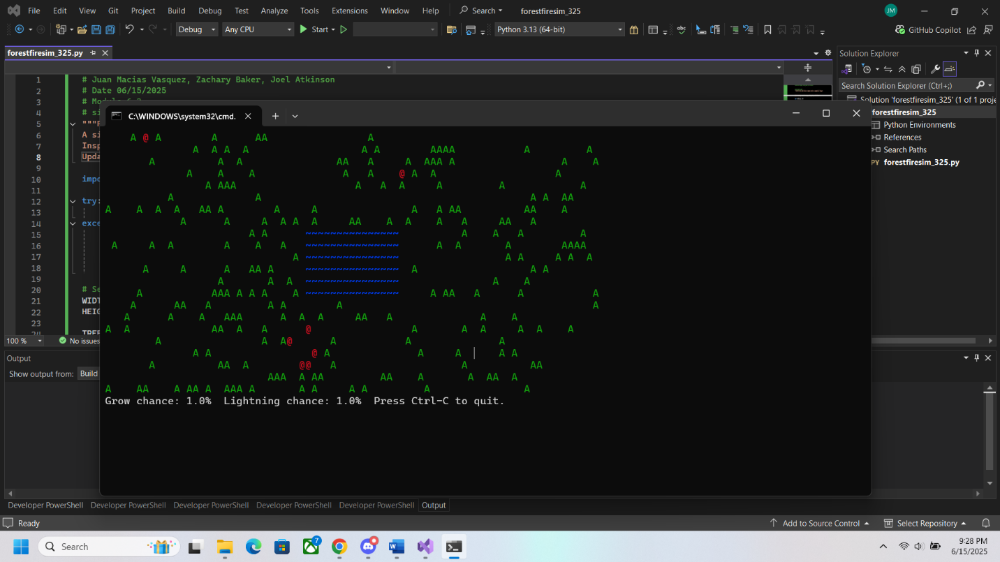 File Edit View Git Project Build Debug Test Analyze Tools Extensions Window Help Search forestfiresim_325 JM
Debug Any CPU Start Python 3.13 (64-bit) GitHub Copilot
forestfiresim_325.py
Solution Explorer
Search Solution Explorer (Ctrl+;)
Solution 'forestfiresim_325' (1 of 1 proje
forestfiresim_325
Python Environments
References
Search Paths
PY forestfiresim_325.py
1 # Juan Macias Vasquez, Zachary Baker, Joel Atkinson
2 # Date 06/15/2025
3
4 # si
5
6 A si
7 Insp
8 Upda
9
10 impo
11
12 try:
13
14 exce
15
16
17
18
19
20 # Se
21 WIDT
22 HEIG
23
100 % No issues
C:\WINDOWS\system32\cmd.
A @ A A AA A
A A A A A A AAAA A A
A A A AA A A AAA A A A
A A A A A @ A A A
A AAA A A A A A A
A A A A AA
A A A A AA A A A A A AA AA A
A A A A A A AA A A A A AA A
A A ~~~~~~~~~~~~~~~ A A A A
A A A A A A ~~~~~~~~~~~~~~~ A A A AAAA
A ~~~~~~~~~~~~~~~ A A A A A
A A A AA A ~~~~~~~~~~~~~~~ A A A
A A A ~~~~~~~~~~~~~~~ A A
A AAA A A A A ~~~~~~~~~~~~~~~ A AA A A A
A AA A A A A A
A A A AAA A A A AA A A A
A A AA A A @ A A A A A A
A A A@ A A A
A A @ A A A A A
A AA A @@ A A AA
AAA A AA AA A A AA A
A AA A AA A AAA A A A A A A A
Grow chance: 1.0% Lightning chance: 1.0% Press Ctrl-C to quit.
Output
Show output from: Build
Developer PowerShell Developer PowerShell Developer PowerShell Developer PowerShell Developer PowerShell Output
Ready Add to Source Control Select Repository
Search 7 9:28 PM
6/15/2025